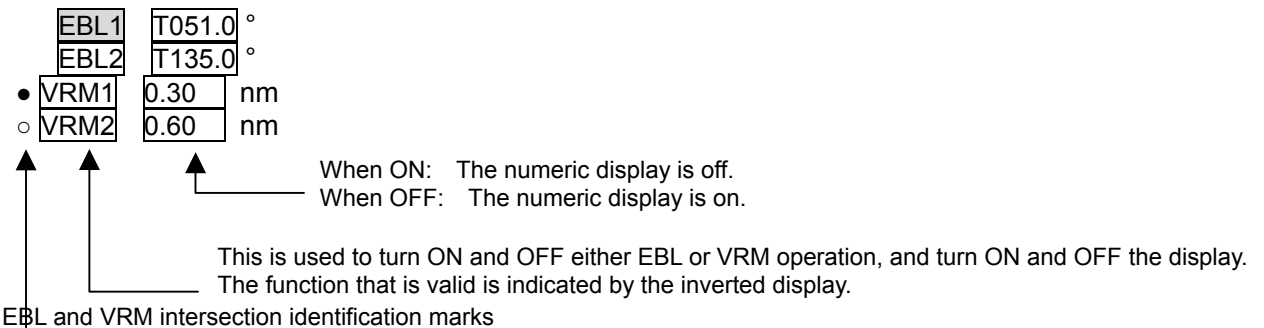 EBL1 T051.0 °
EBL2 T135.0 °
● VRM1 0.30 nm
○ VRM2 0.60 nm
When ON: The numeric display is off.
When OFF: The numeric display is on.
This is used to turn ON and OFF either EBL or VRM operation, and turn ON and OFF the display.
The function that is valid is indicated by the inverted display.
EBL and VRM intersection identification marks